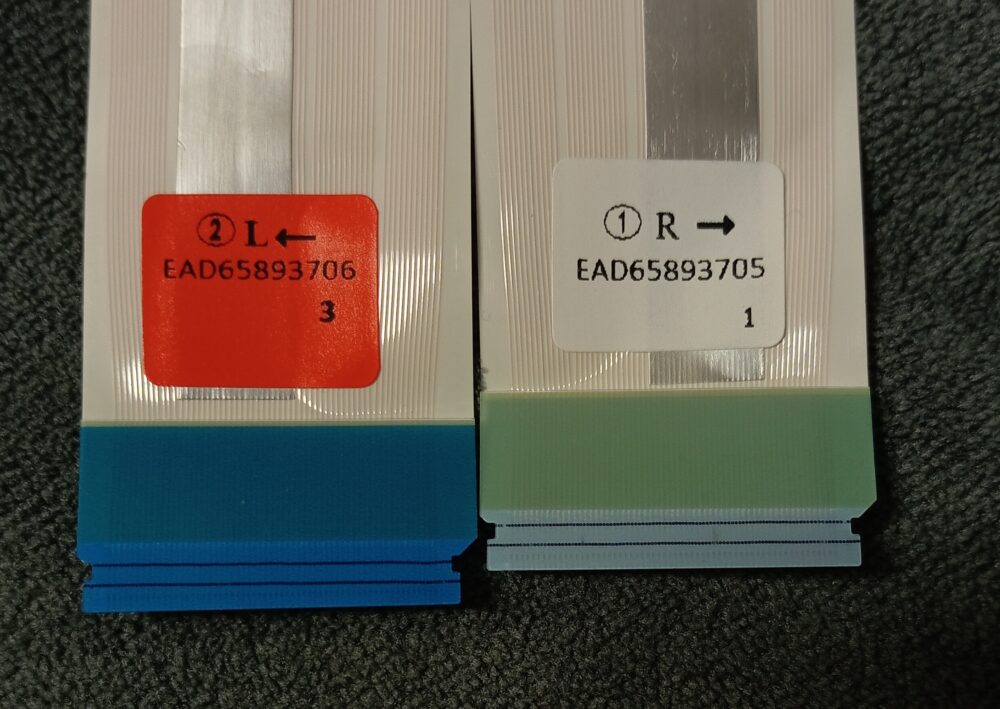 ② L ←
EAD65893706
3
① R →
EAD65893705
1